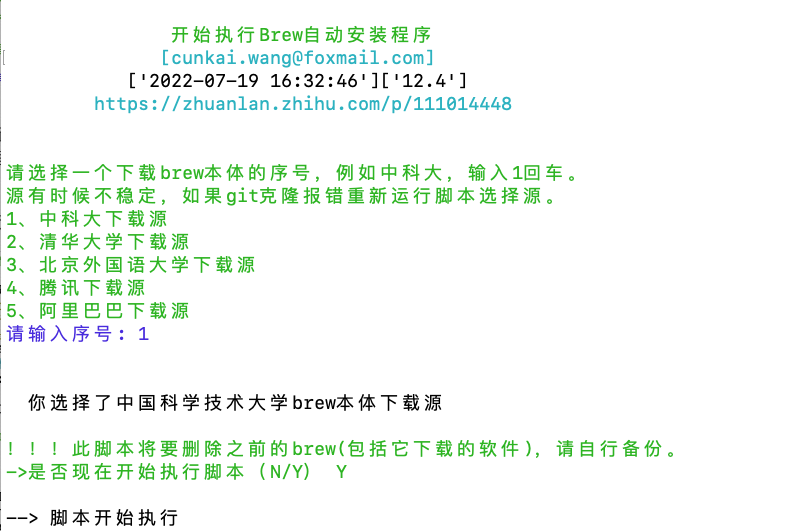 开始执行Brew自动安装程序
[cunkai.wang@foxmail.com]
['2022-07-19 16:32:46']['12.4']
https://zhuanlan.zhihu.com/p/111014448
请选择一个下载brew本体的序号，例如中科大，输入1回车。
源有时候不稳定，如果git克隆报错重新运行脚本选择源。
1、中科大下载源
2、清华大学下载源
3、北京外国语大学下载源
4、腾讯下载源
5、阿里巴巴下载源
请输入序号: 1
你选择了中国科学技术大学brew本体下载源
！！！此脚本将要删除之前的brew(包括它下载的软件)，请自行备份。
->是否现在开始执行脚本（N/Y） Y
--> 脚本开始执行